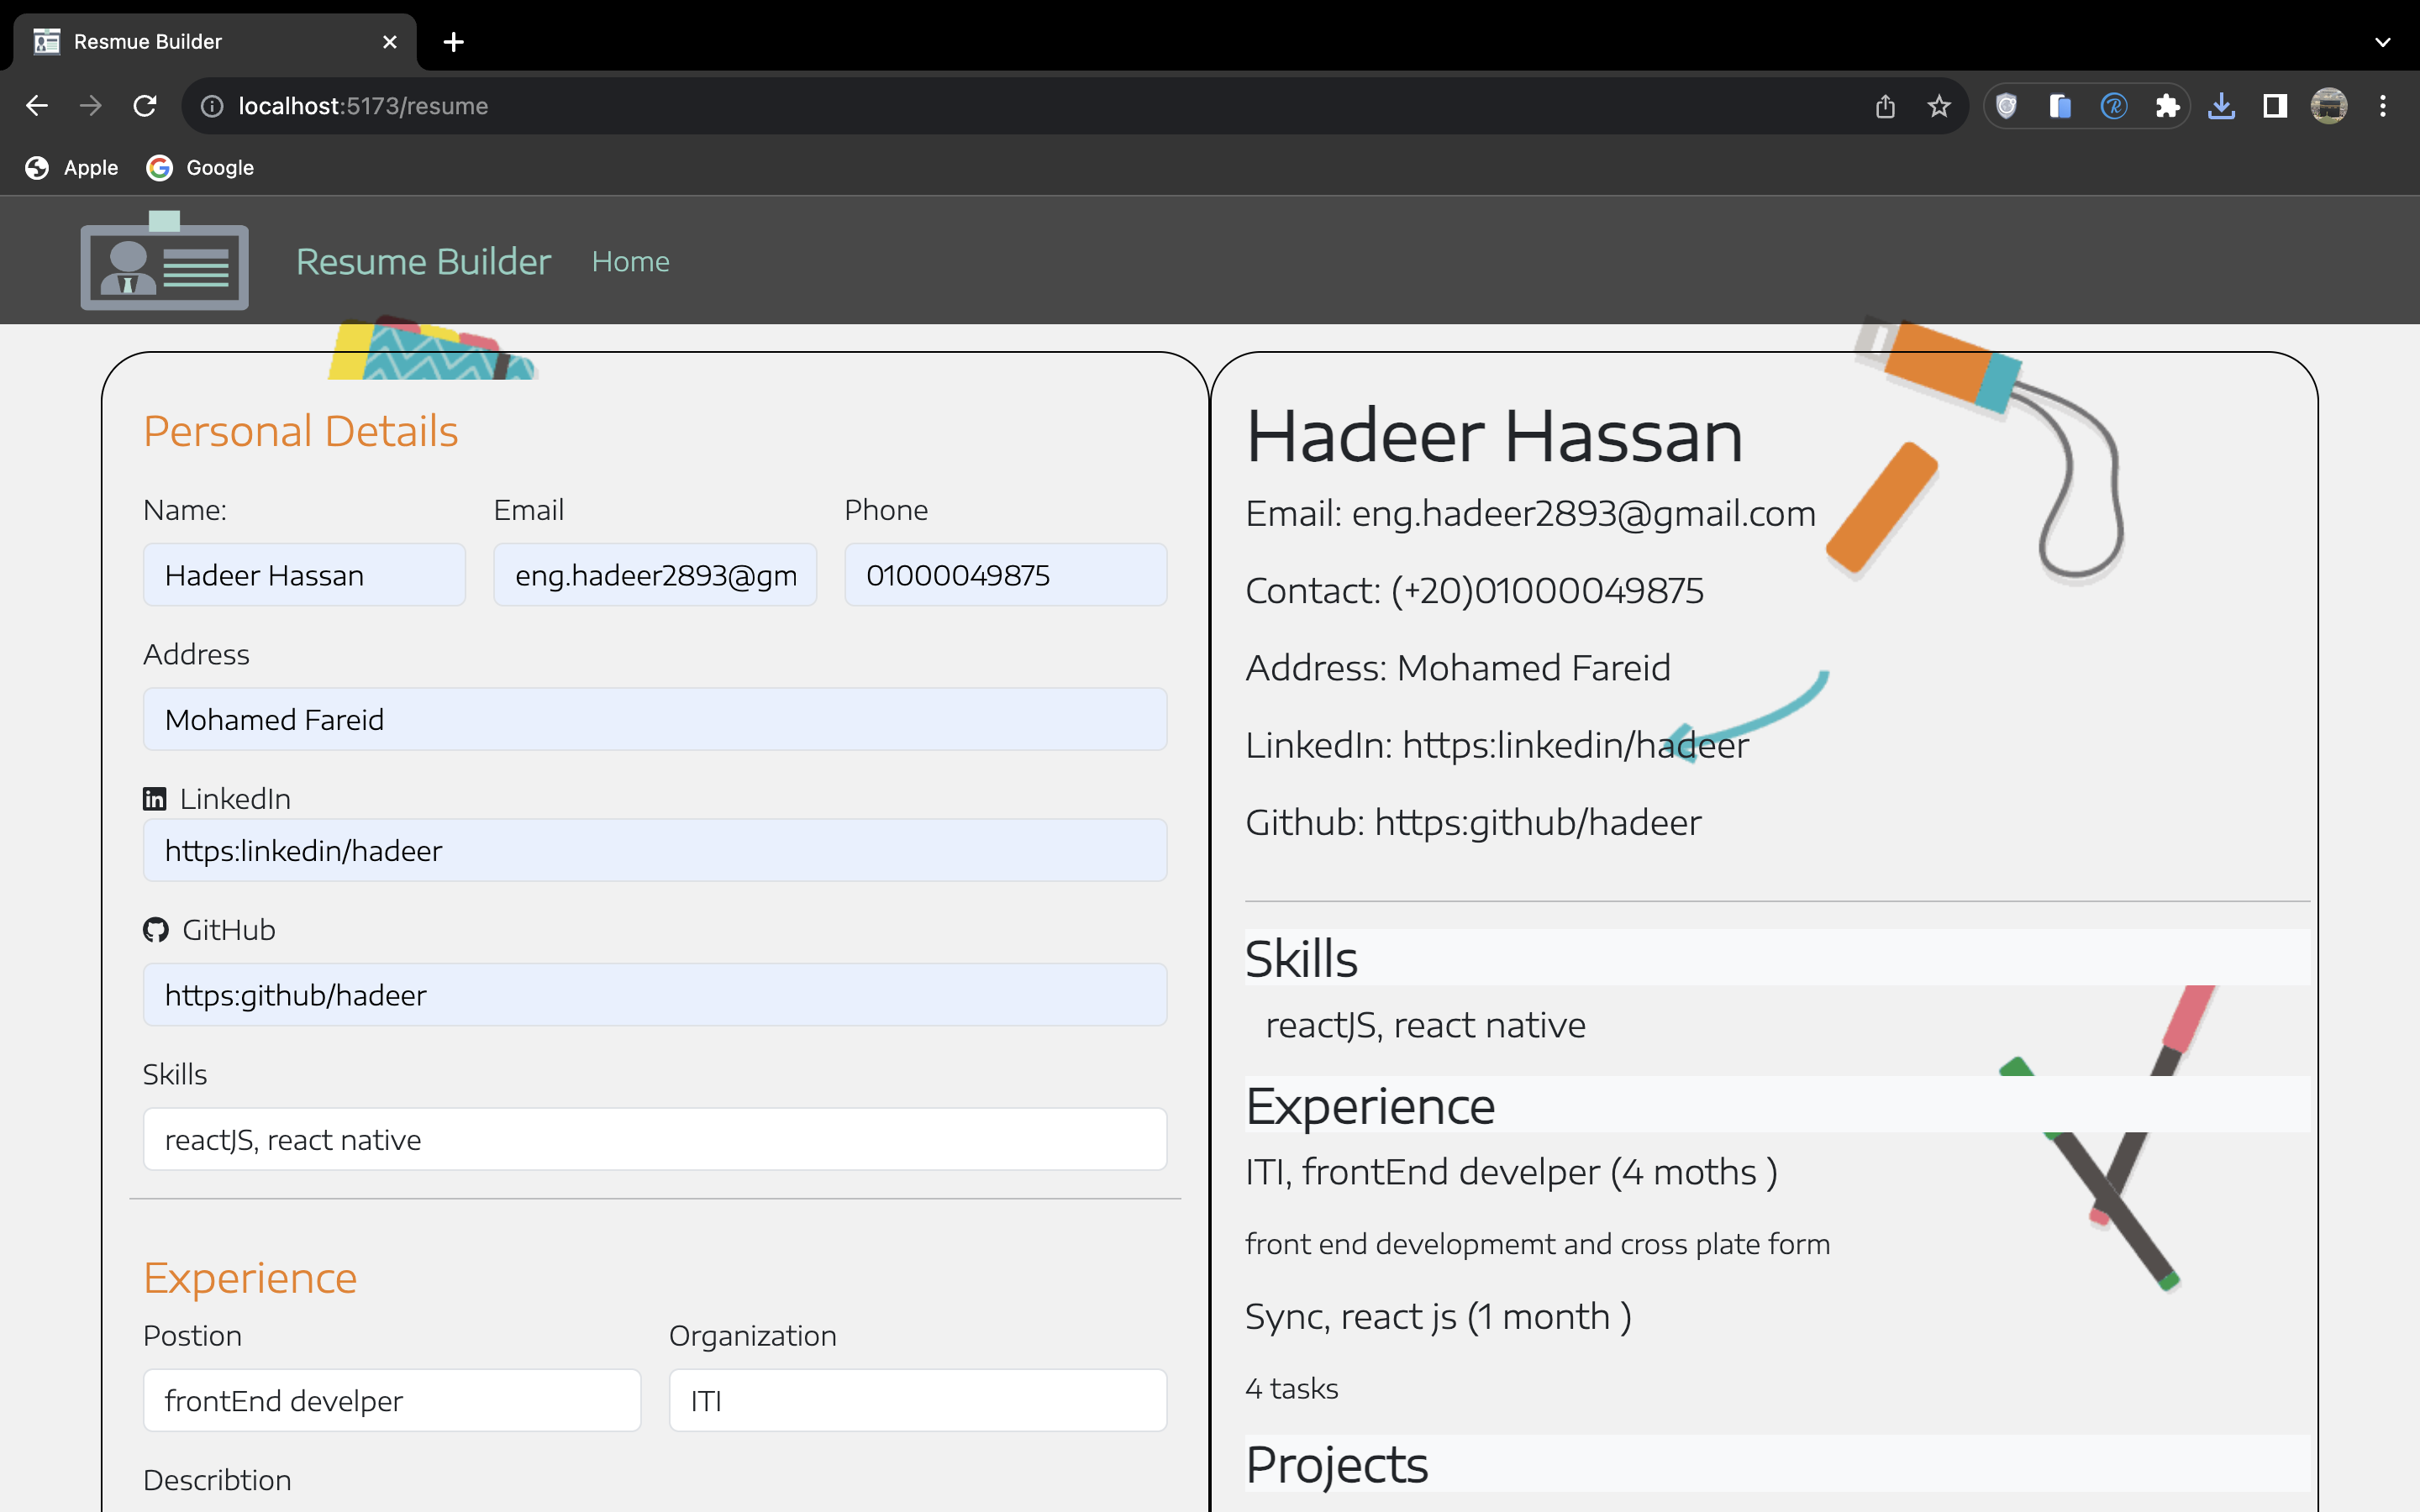 Resmue Builder
localhost:5173/resume
Apple
Google
Resume Builder
Home
Personal Details
Name:
Email
Phone
Hadeer Hassan
eng.hadeer2893@gm
01000049875
Address
Mohamed Fareid
LinkedIn
https:linkedin/hadeer
GitHub
https:github/hadeer
Skills
reactJS, react native
Experience
Postion
Organization
frontEnd develper
ITI
Describtion
Hadeer Hassan
Email: eng.hadeer2893@gmail.com
Contact: (+20)01000049875
Address: Mohamed Fareid
LinkedIn: https:linkedin/hadeer
Github: https:github/hadeer
Skills
reactJS, react native
Experience
ITI, frontEnd develper (4 moths )
front end developmemt and cross plate form
Sync, react js (1 month )
4 tasks
Projects